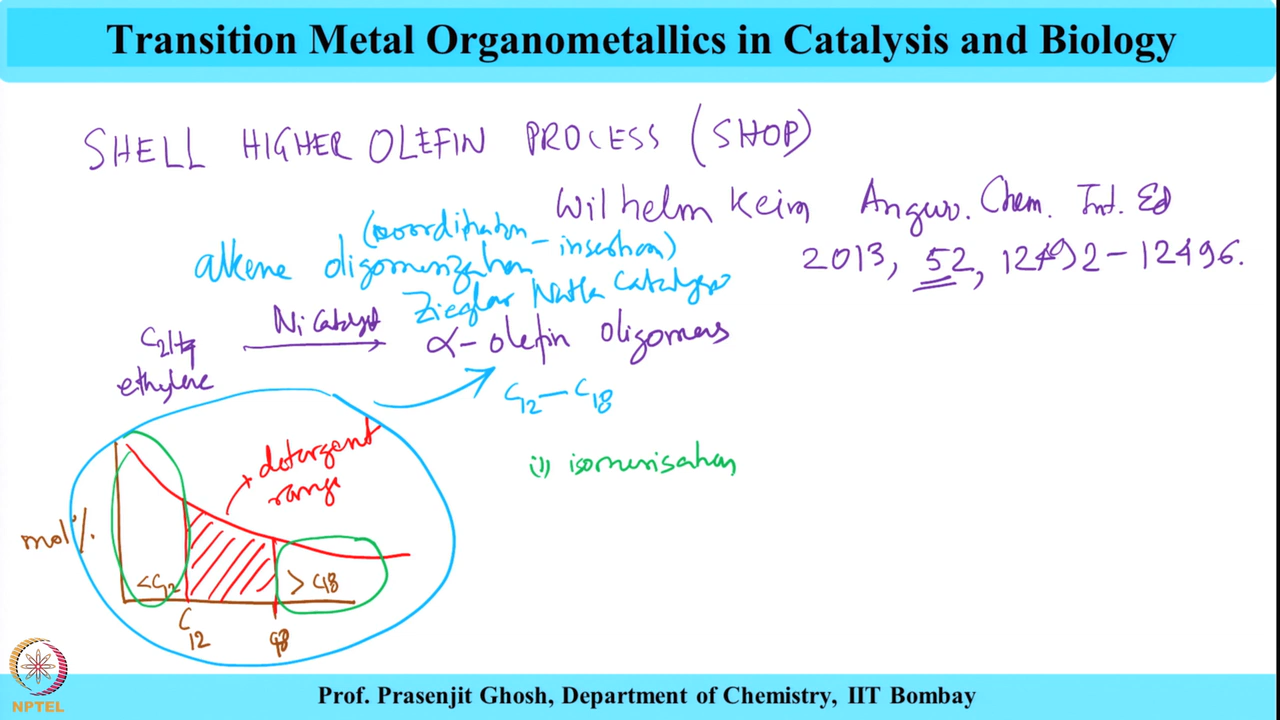 Transition Metal Organometallics in Catalysis and Biology
SHELL HIGHER OLEFIN PROCESS (SHOP)
Wilhelm Keim Angew. Chem. Int. Ed
2013, 52, 12492-12496.
(coordination - insertion)
alkene oligomerization
Ziegler Natta Catalysis
C2H4 Ni Catalyst α-olefin oligomers
ethylene
C12-C18
detergent
range
i) isomerisation
mol%.
<C12 >C18
C12 C18
NPTEL
Prof. Prasenjit Ghosh, Department of Chemistry, IIT Bombay